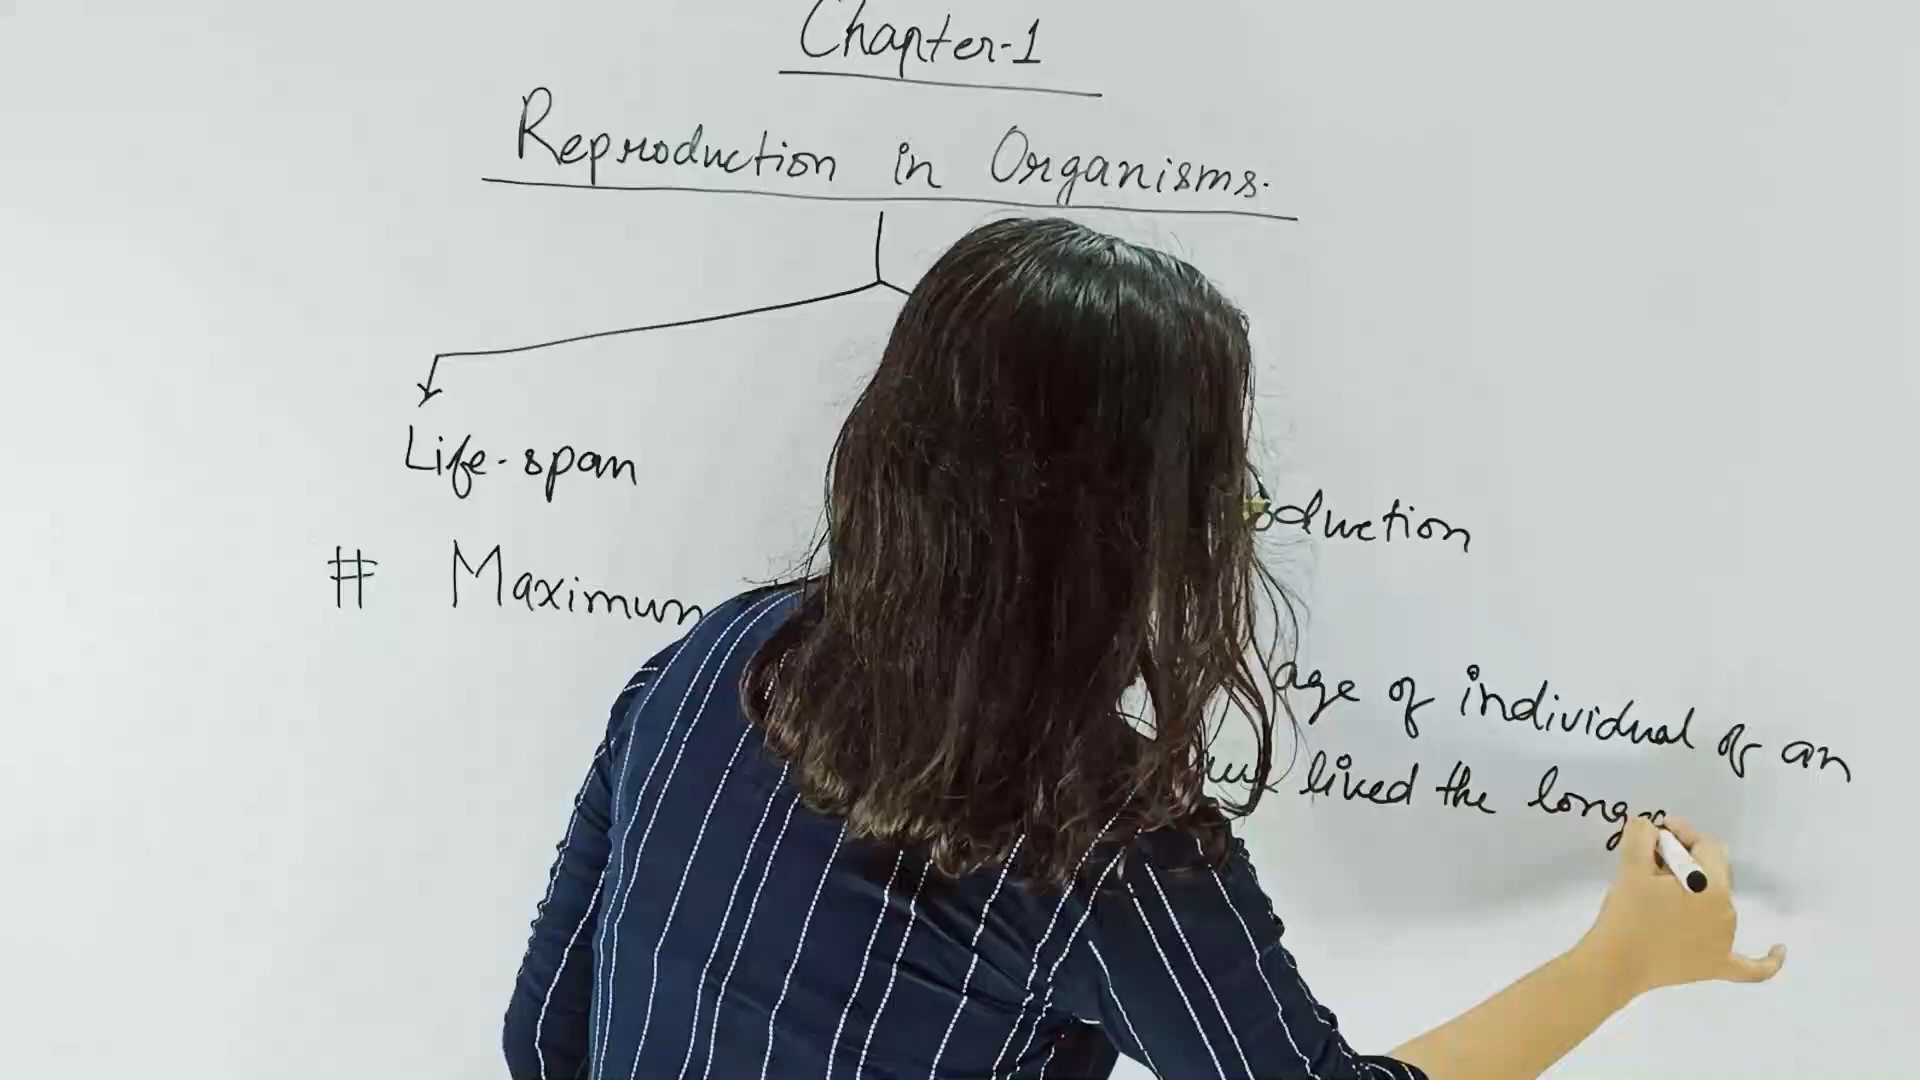 Chapter-1
Reproduction in Organisms.
Life-span
oduction
# Maximum
age of individual of an
lived the long